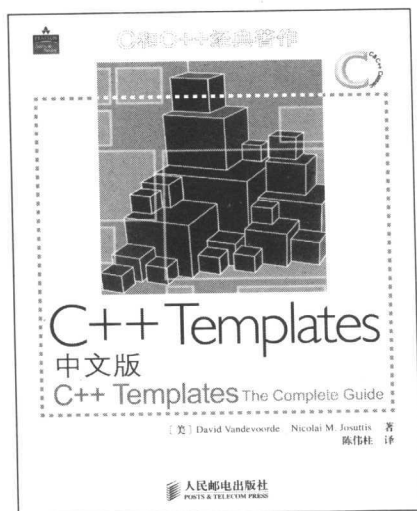 C和C++经典著作
C++ Templates
中文版
C++ Templates The Complete Guide
［美］David Vandevoorde Nicolai M. Josuttis 著
陈伟柱 译
人民邮电出版社
POSTS & TELECOM PRESS